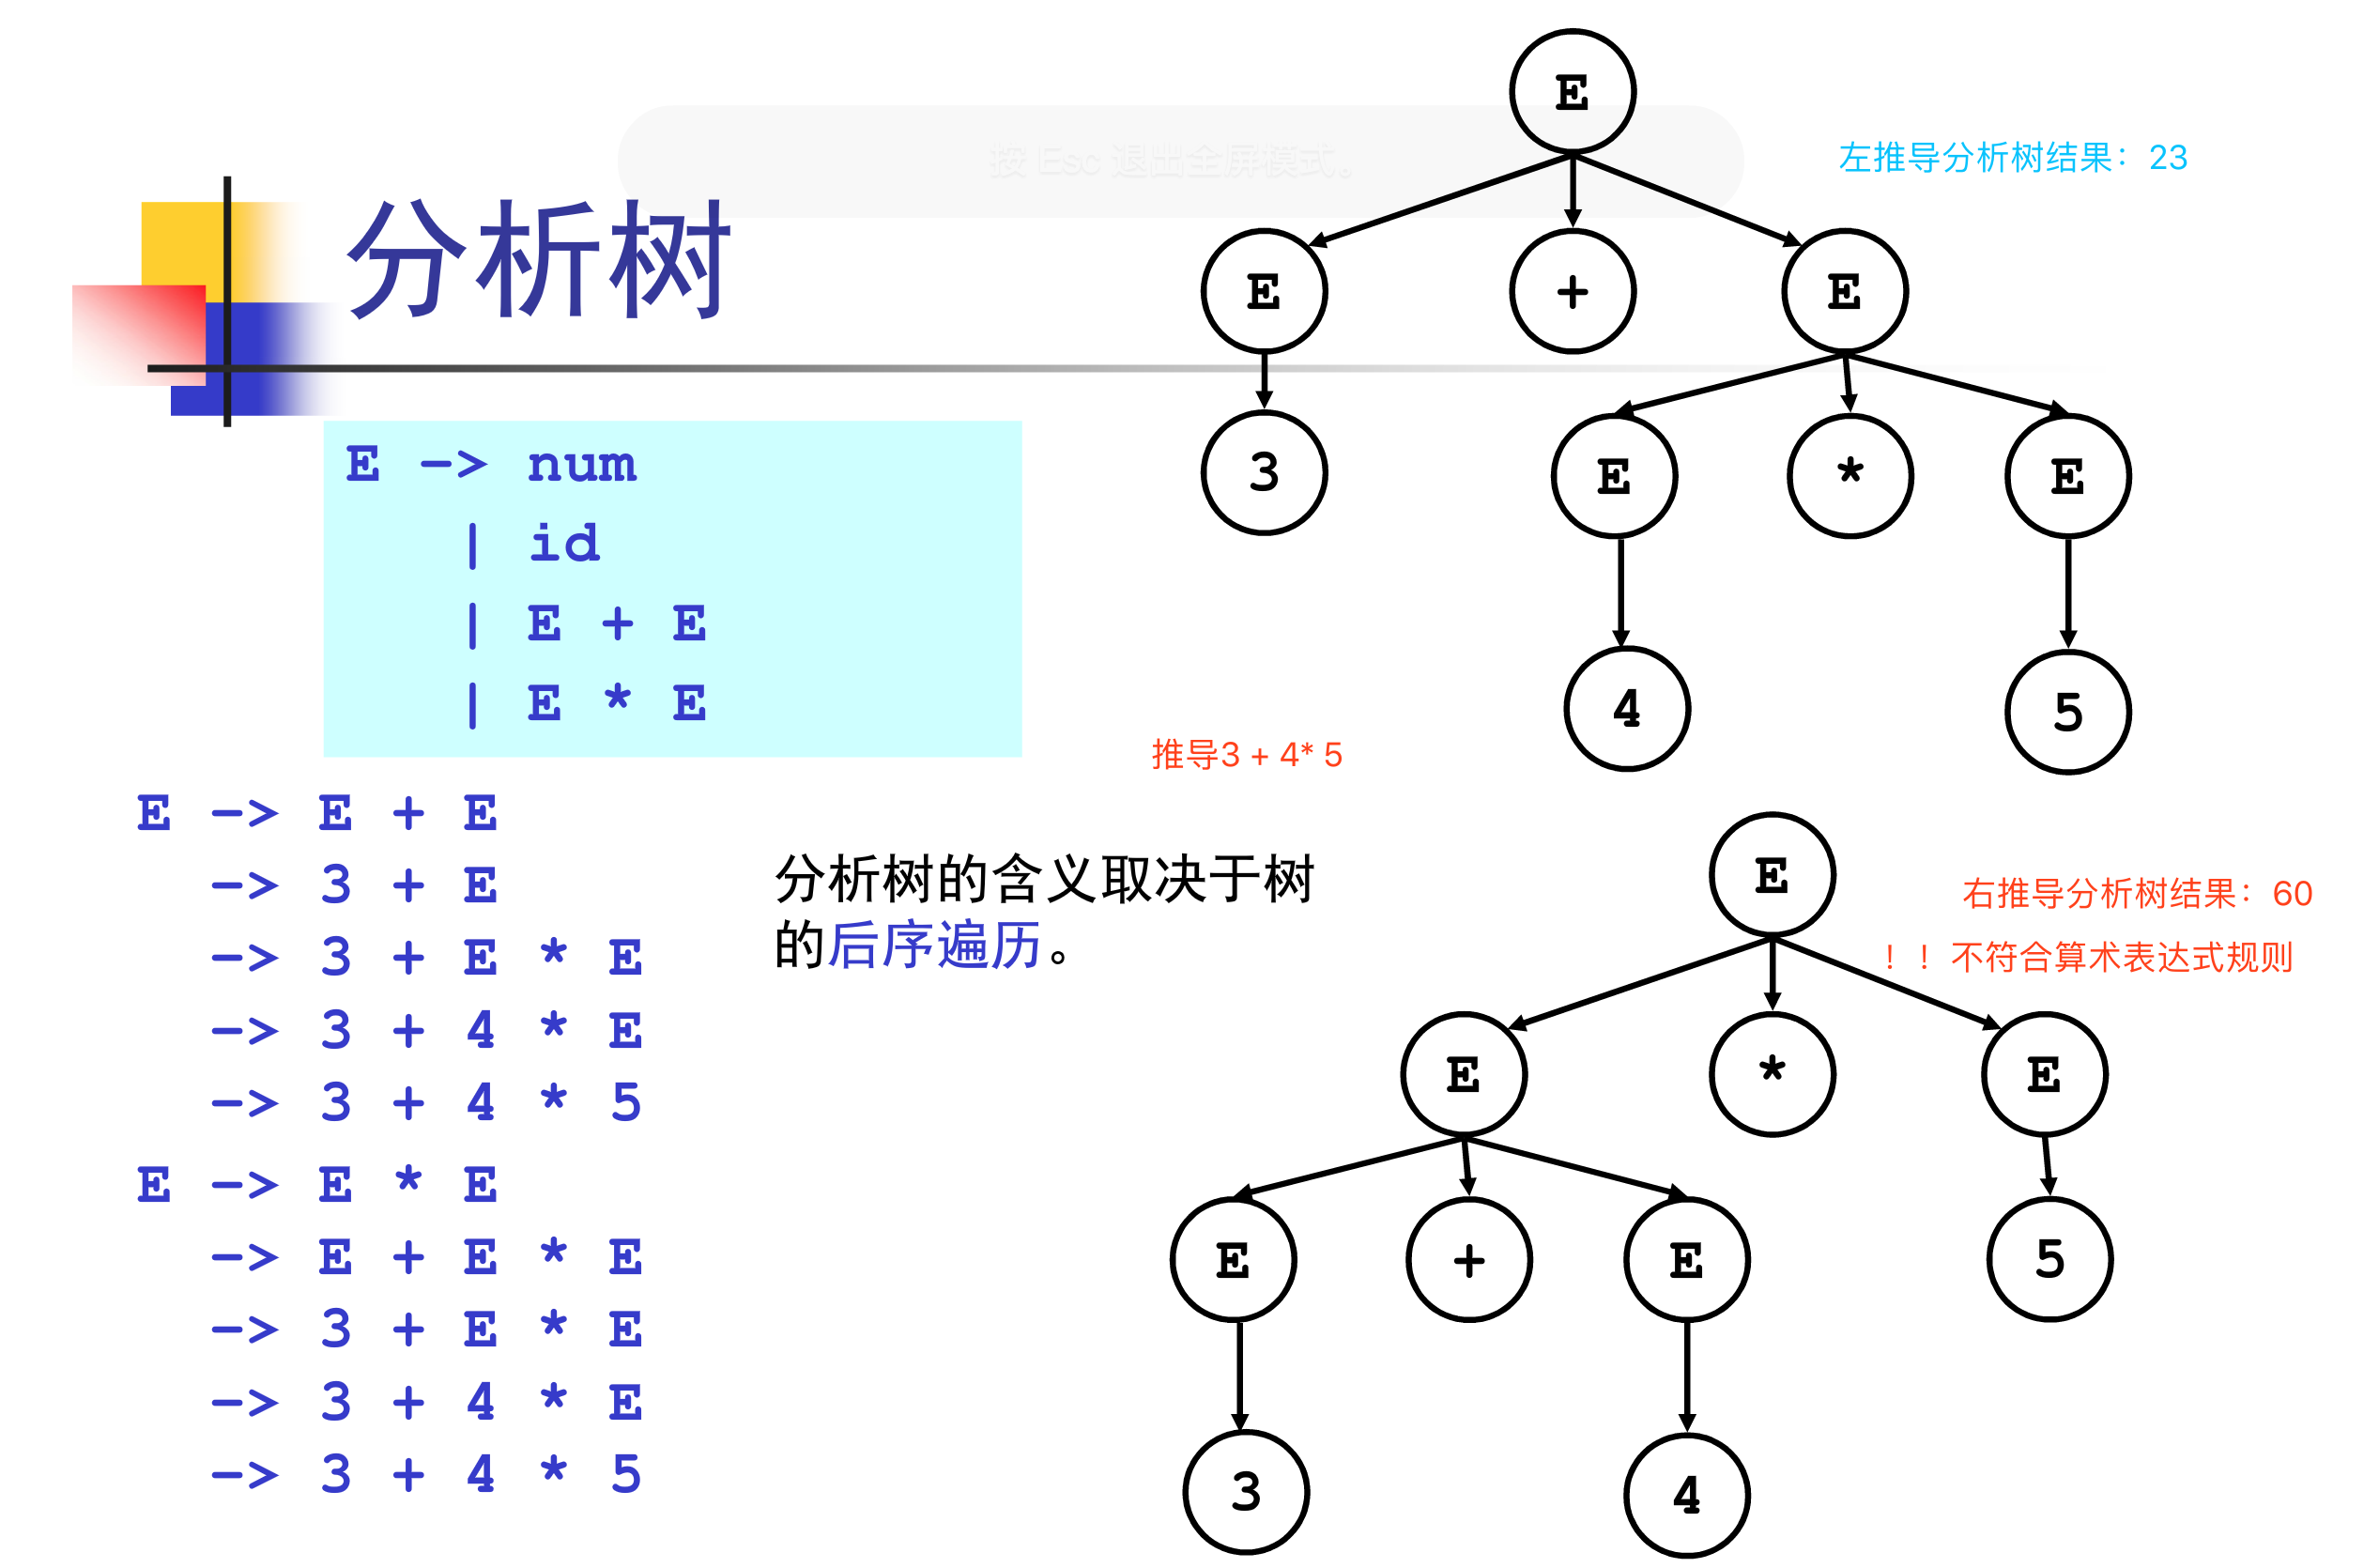 按 Esc 退出全屏模式。
分析树
E -> num
| id
| E + E
| E * E
E -> E + E
-> 3 + E
-> 3 + E * E
-> 3 + 4 * E
-> 3 + 4 * 5
E -> E * E
-> E + E * E
-> 3 + E * E
-> 3 + 4 * E
-> 3 + 4 * 5
推导3 + 4* 5
分析树的含义取决于树
的后序遍历。
左推导分析树结果：23
E
E + E
3 E * E
4 5
右推导分析树结果：60
！！不符合算术表达式规则
E
E * E
E + E 5
3 4